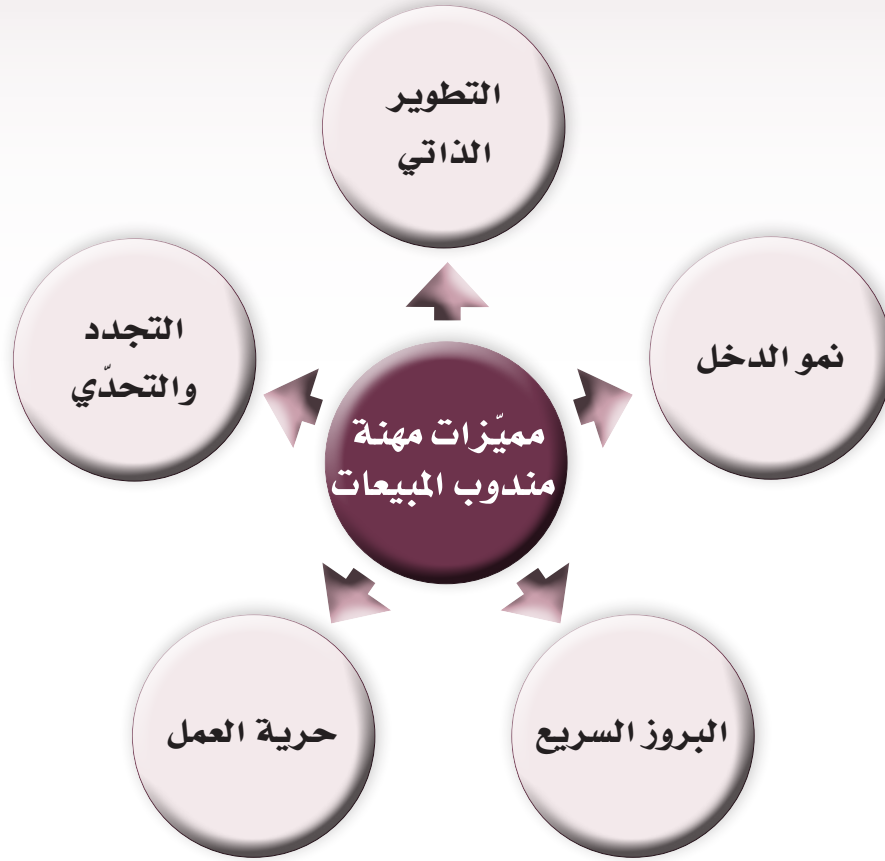 التطوير
الذاتي
نمو الدخل
التجدد
والتحدّي
مميّزات مهنة
مندوب المبيعات
البروز السريع
حرية العمل